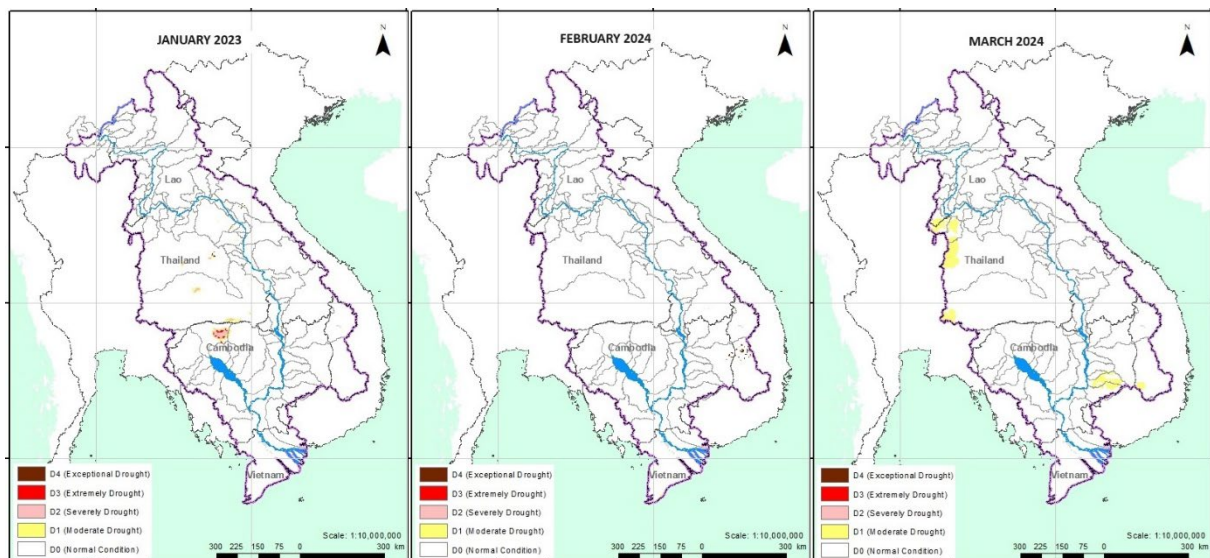 JANUARY 2023
N
Lao
Thailand
Cambodia
Vietnam
D4 (Exceptional Drought)
D3 (Extremely Drought)
D2 (Severely Drought)
D1 (Moderate Drought)
D0 (Normal Condition)
Scale: 1:10,000,000
300 225 150 75 0 300 km
FEBRUARY 2024
N
Lao
Thailand
Cambodia
Vietnam
D4 (Exceptional Drought)
D3 (Extremely Drought)
D2 (Severely Drought)
D1 (Moderate Drought)
D0 (Normal Condition)
Scale: 1:10,000,000
300 225 150 75 0 300 km
MARCH 2024
N
Lao
Thailand
Cambodia
Vietnam
D4 (Exceptional Drought)
D3 (Extremely Drought)
D2 (Severely Drought)
D1 (Moderate Drought)
D0 (Normal Condition)
Scale: 1:10,000,000
300 225 150 75 0 300 km